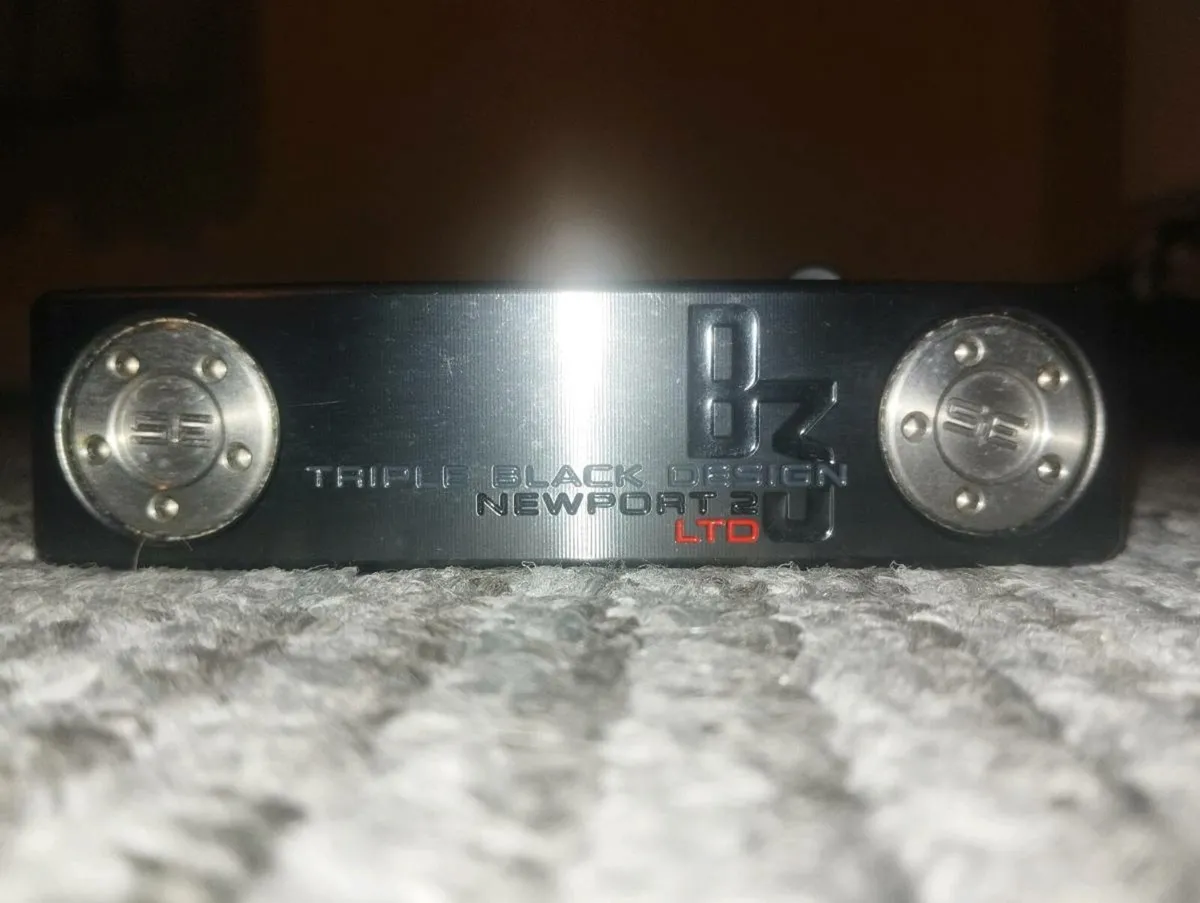 TRIPLE BLACK DESIGN
NEWPORT 2
LTD